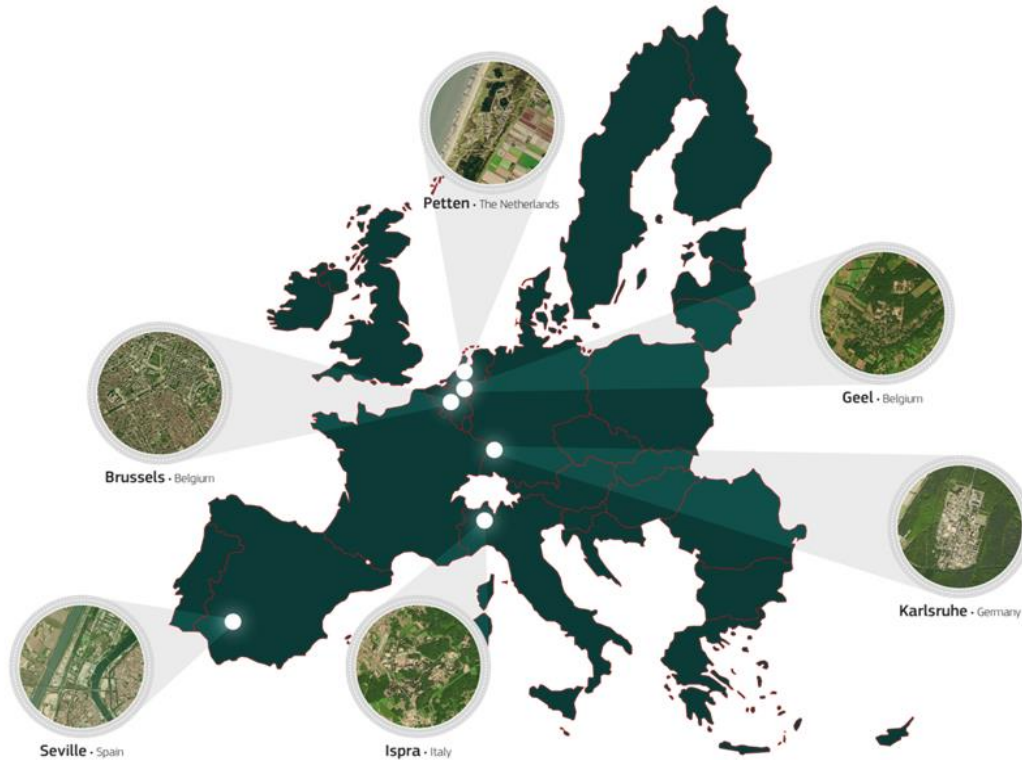 Petten • The Netherlands
Geel • Belgium
Brussels • Belgium
Karlsruhe • Germany
Seville • Spain
Ispra • Italy